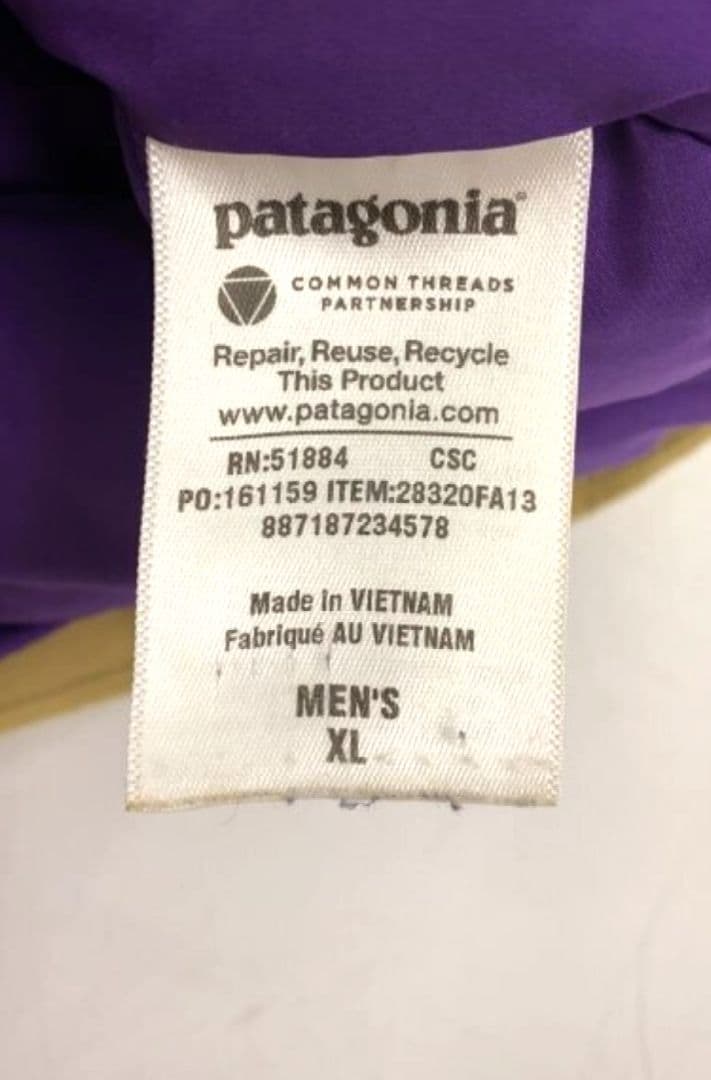 patagonia®
COMMON THREADS
PARTNERSHIP
Repair, Reuse, Recycle
This Product
www.patagonia.com
RN:51884 CSC
PO:161159 ITEM:28320FA13
887187234578
Made in VIETNAM
Fabriqué AU VIETNAM
MEN'S
XL